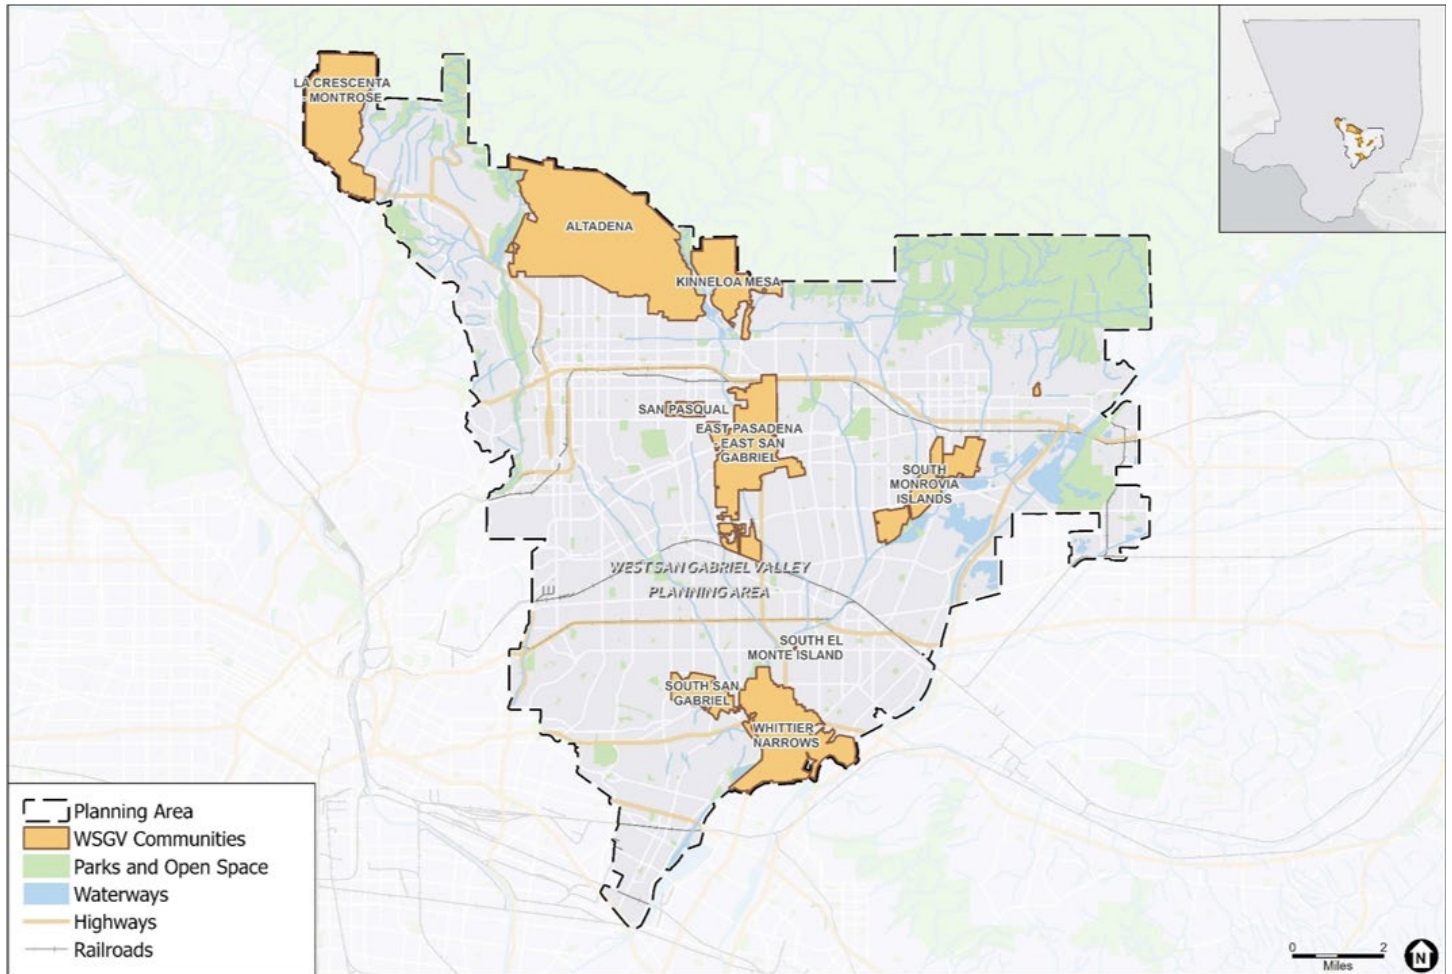 LA CRESCENTA
- MONTROSE
ALTADENA
KINNELOA MESA
SAN PASQUAL
EAST PASADENA
- EAST SAN
GABRIEL
SOUTH
MONROVIA
ISLANDS
WEST SAN GABRIEL VALLEY
PLANNING AREA
SOUTH EL
MONTE ISLAND
SOUTH SAN
GABRIEL
WHITTIER
NARROWS
Planning Area
WSGV Communities
Parks and Open Space
Waterways
Highways
Railroads
0 2
Miles
N